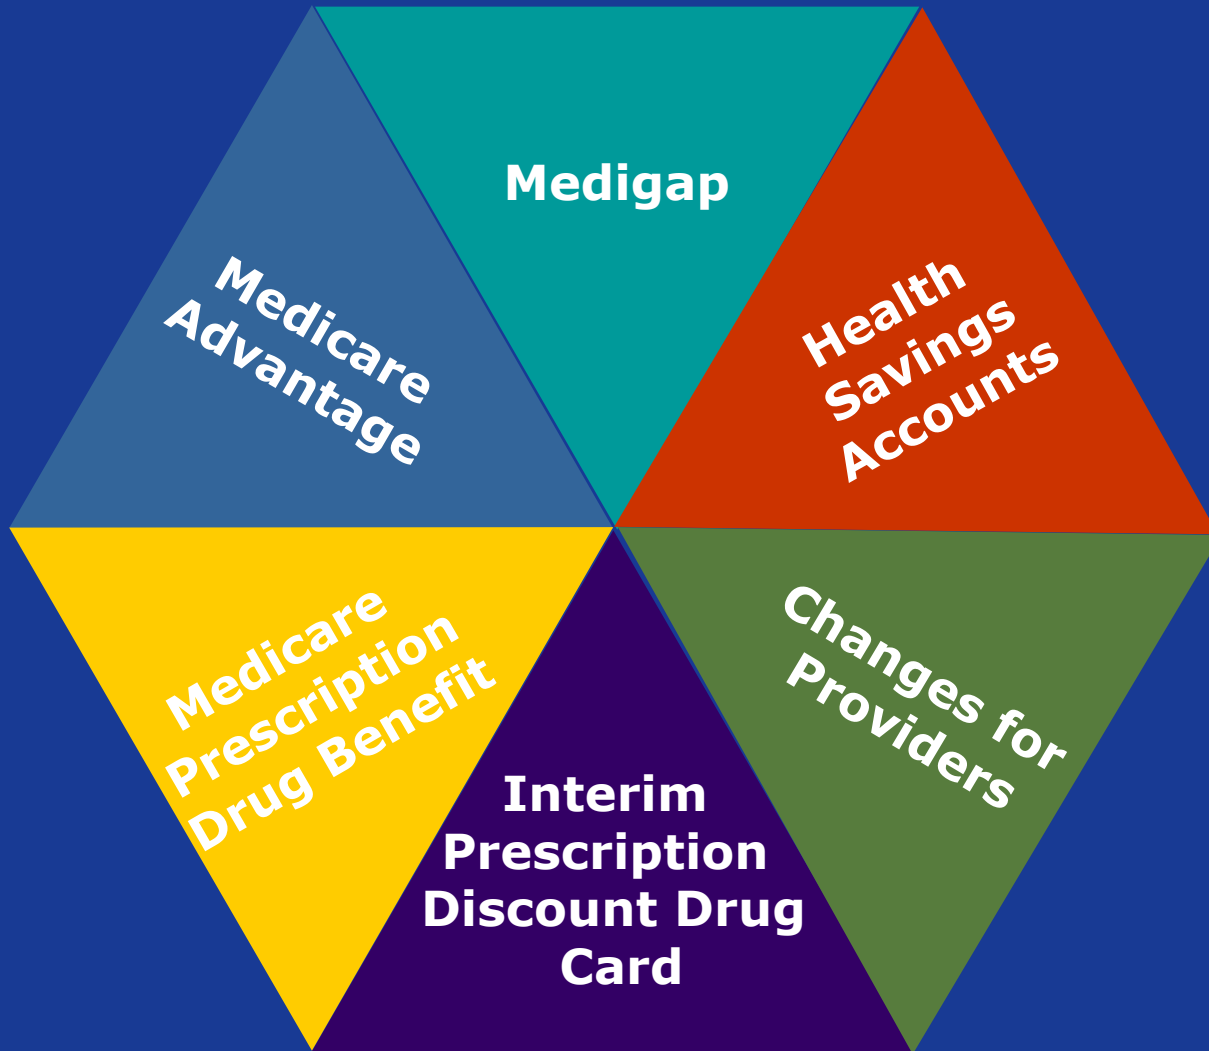 Medigap
Medicare
Advantage
Health
Savings
Accounts
Medicare
Prescription
Drug Benefit
Changes for
Providers
Interim
Prescription
Discount Drug
Card